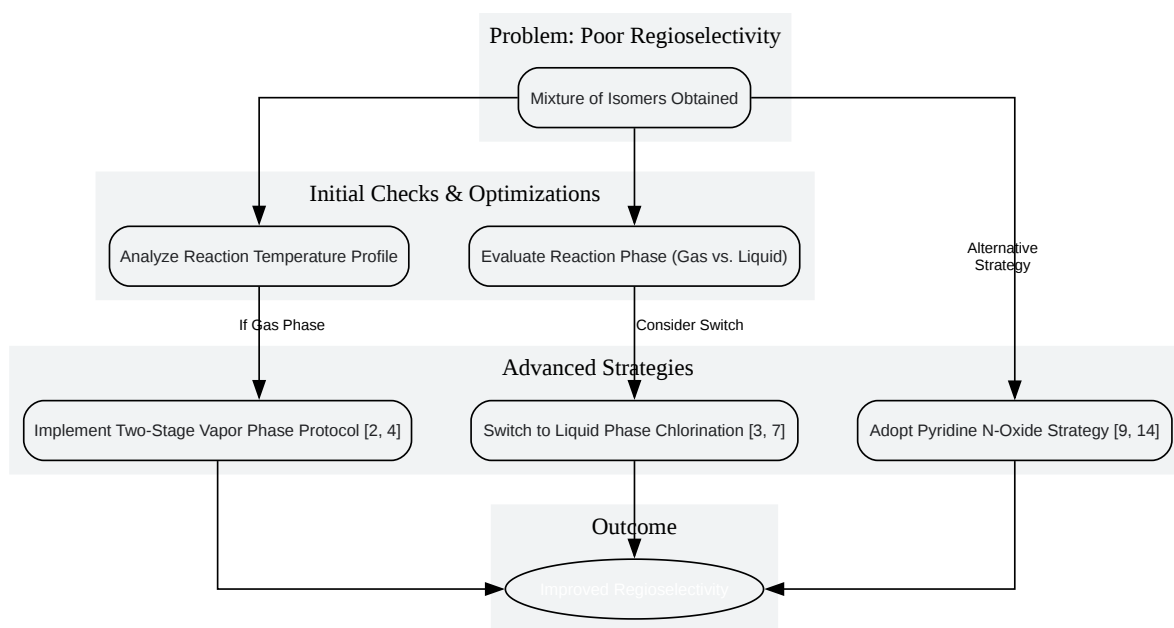 Problem: Poor Regioselectivity
Mixture of Isomers Obtained
Initial Checks & Optimizations
Analyze Reaction Temperature Profile
Evaluate Reaction Phase (Gas vs. Liquid)
Alternative
Strategy
If Gas Phase
Consider Switch
Advanced Strategies
Implement Two-Stage Vapor Phase Protocol [2, 4]
Switch to Liquid Phase Chlorination [3, 7]
Adopt Pyridine N-Oxide Strategy [9, 14]
Outcome
Improved Regioselectivity